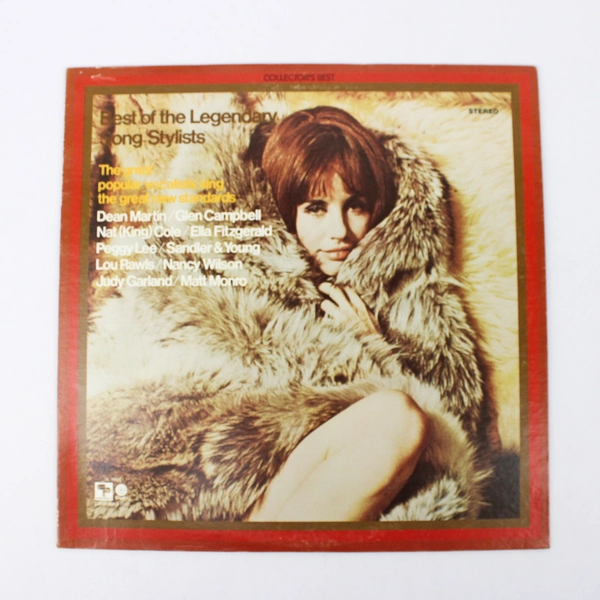 COLLECTOR'S BEST
STEREO
Best of the Legendary
Song Stylists
The great
popular vocalists sing
the great new standards
Dean Martin/Glen Campbell
Nat (King) Cole/Ella Fitzgerald
Peggy Lee/Sandler & Young
Lou Rawls/Nancy Wilson
Judy Garland/Matt Monro